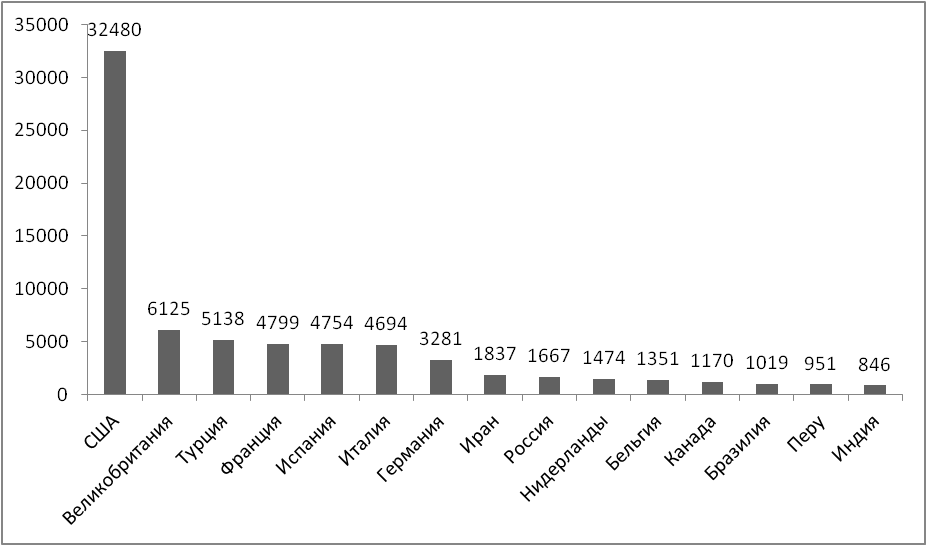 35000
30000
25000
20000
15000
10000
5000
0
32480
6125
5138
4799
4754
4694
3281
1837
1667
1474
1351
1170
1019
951
846
США
Великобритания
Турция
Франция
Испания
Италия
Германия
Иран
Россия
Нидерланды
Бельгия
Канада
Бразилия
Перу
Индия